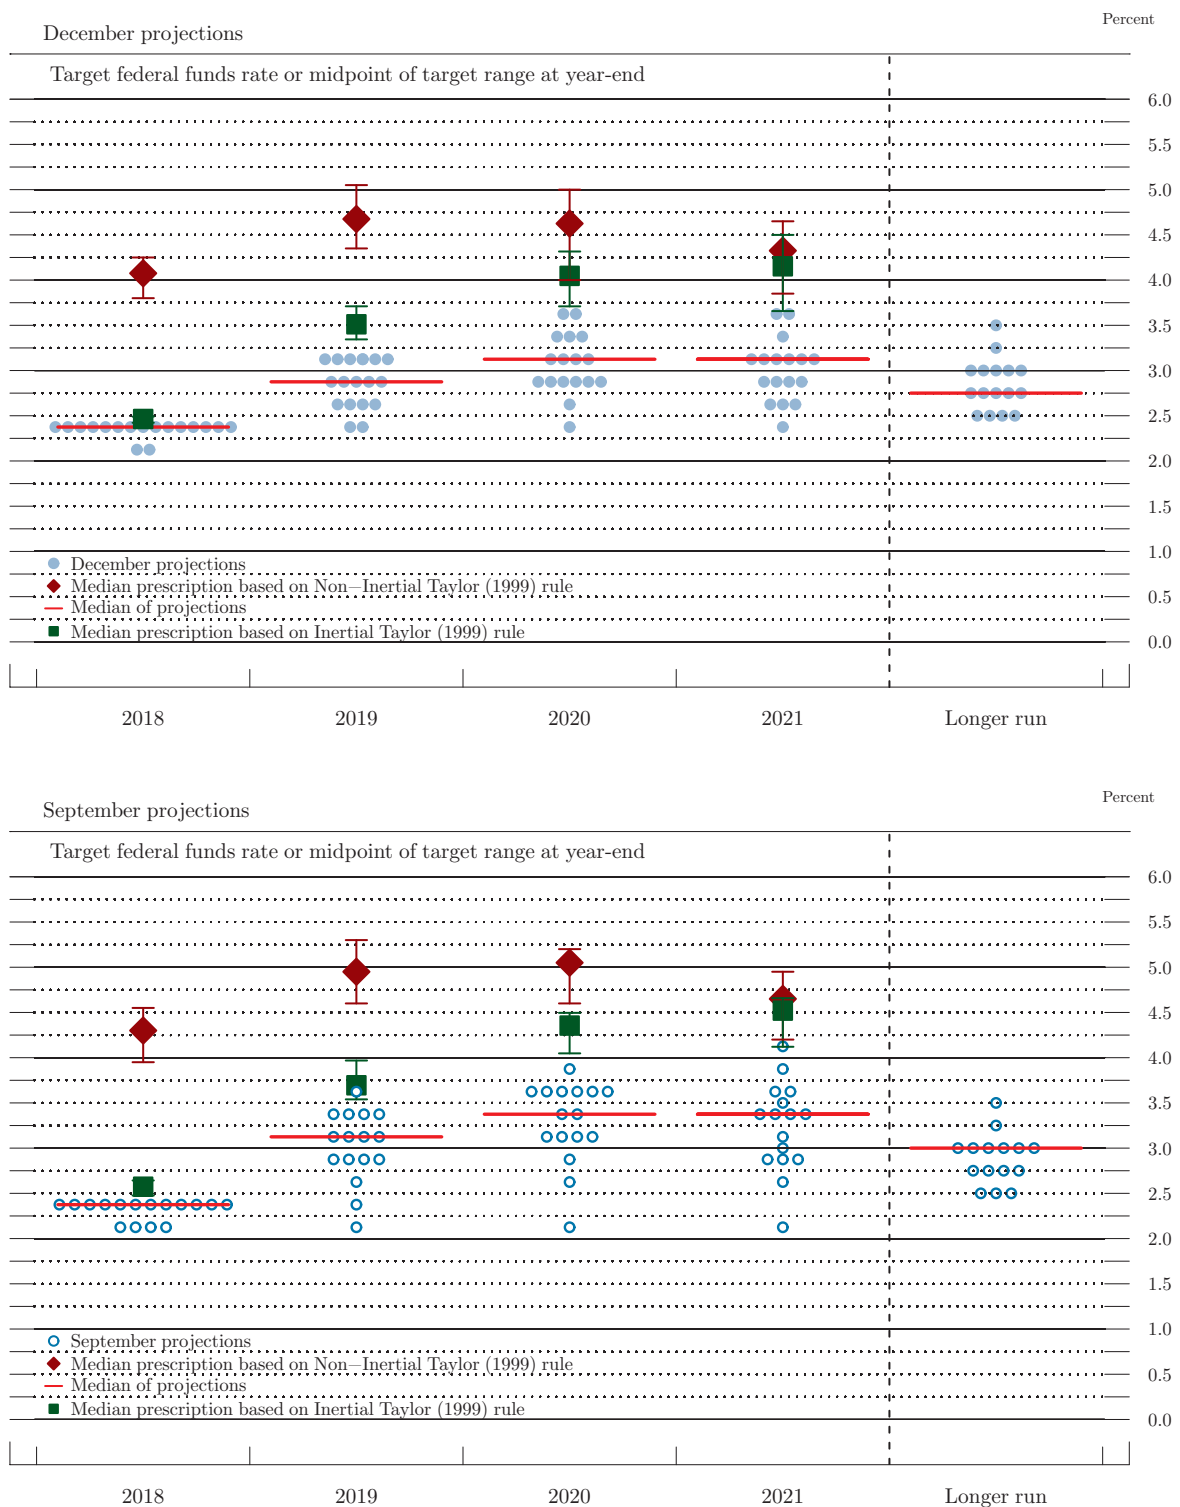 Percent
December projections
Target federal funds rate or midpoint of target range at year-end
6.0
5.5
5.0
4.5
4.0
3.5
3.0
2.5
2.0
1.5
1.0
0.5
0.0
December projections
Median prescription based on Non−Inertial Taylor (1999) rule
Median of projections
Median prescription based on Inertial Taylor (1999) rule
2018 2019 2020 2021 Longer run
Percent
September projections
Target federal funds rate or midpoint of target range at year-end
6.0
5.5
5.0
4.5
4.0
3.5
3.0
2.5
2.0
1.5
1.0
0.5
0.0
September projections
Median prescription based on Non−Inertial Taylor (1999) rule
Median of projections
Median prescription based on Inertial Taylor (1999) rule
2018 2019 2020 2021 Longer run